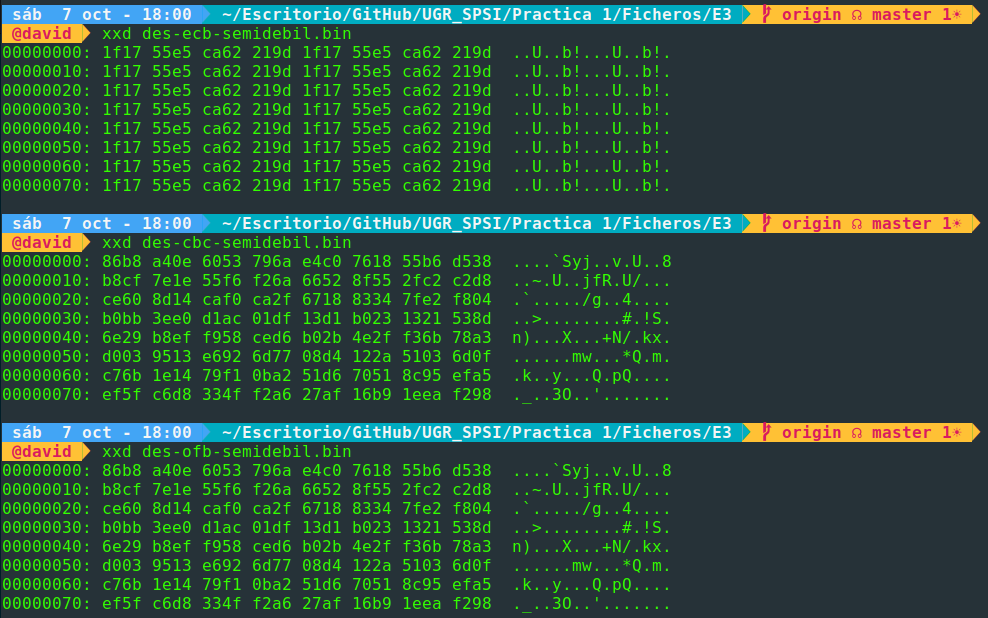 sáb  7 oct - 18:00  ~/Escritorio/GitHub/UGR_SPSI/Practica 1/Ficheros/E3  origin ☊ master 1☀
@david  xxd des-ecb-semidebil.bin
00000000: 1f17 55e5 ca62 219d 1f17 55e5 ca62 219d  ..U..b!...U..b!.
00000010: 1f17 55e5 ca62 219d 1f17 55e5 ca62 219d  ..U..b!...U..b!.
00000020: 1f17 55e5 ca62 219d 1f17 55e5 ca62 219d  ..U..b!...U..b!.
00000030: 1f17 55e5 ca62 219d 1f17 55e5 ca62 219d  ..U..b!...U..b!.
00000040: 1f17 55e5 ca62 219d 1f17 55e5 ca62 219d  ..U..b!...U..b!.
00000050: 1f17 55e5 ca62 219d 1f17 55e5 ca62 219d  ..U..b!...U..b!.
00000060: 1f17 55e5 ca62 219d 1f17 55e5 ca62 219d  ..U..b!...U..b!.
00000070: 1f17 55e5 ca62 219d 1f17 55e5 ca62 219d  ..U..b!...U..b!.
sáb  7 oct - 18:00  ~/Escritorio/GitHub/UGR_SPSI/Practica 1/Ficheros/E3  origin ☊ master 1☀
@david  xxd des-cbc-semidebil.bin
00000000: 86b8 a40e 6053 796a e4c0 7618 55b6 d538  ....`Syj..v.U..8
00000010: b8cf 7e1e 55f6 f26a 6652 8f55 2fc2 c2d8  ..~.U..jfR.U/...
00000020: ce60 8d14 caf0 ca2f 6718 8334 7fe2 f804  .`...../g..4....
00000030: b0bb 3ee0 d1ac 01df 13d1 b023 1321 538d  ..>........#.!S.
00000040: 6e29 b8ef f958 ced6 b02b 4e2f f36b 78a3  n)...X...+N/.kx.
00000050: d003 9513 e692 6d77 08d4 122a 5103 6d0f  ......mw...*Q.m.
00000060: c76b 1e14 79f1 0ba2 51d6 7051 8c95 efa5  .k..y...Q.pQ....
00000070: ef5f c6d8 334f f2a6 27af 16b9 1eea f298  ._..3O..'.......
sáb  7 oct - 18:00  ~/Escritorio/GitHub/UGR_SPSI/Practica 1/Ficheros/E3  origin ☊ master 1☀
@david  xxd des-ofb-semidebil.bin
00000000: 86b8 a40e 6053 796a e4c0 7618 55b6 d538  ....`Syj..v.U..8
00000010: b8cf 7e1e 55f6 f26a 6652 8f55 2fc2 c2d8  ..~.U..jfR.U/...
00000020: ce60 8d14 caf0 ca2f 6718 8334 7fe2 f804  .`...../g..4....
00000030: b0bb 3ee0 d1ac 01df 13d1 b023 1321 538d  ..>........#.!S.
00000040: 6e29 b8ef f958 ced6 b02b 4e2f f36b 78a3  n)...X...+N/.kx.
00000050: d003 9513 e692 6d77 08d4 122a 5103 6d0f  ......mw...*Q.m.
00000060: c76b 1e14 79f1 0ba2 51d6 7051 8c95 efa5  .k..y...Q.pQ....
00000070: ef5f c6d8 334f f2a6 27af 16b9 1eea f298  ._..3O..'.......